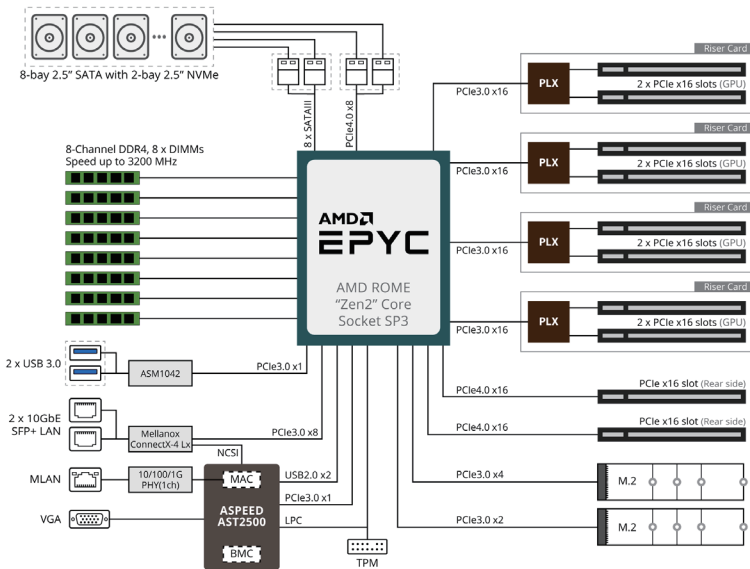 8-bay 2.5” SATA with 2-bay 2.5” NVMe
8 x SATAIII
PCIe4.0 x8
8-Channel DDR4, 8 x DIMMs
Speed up to 3200 MHz
AMD
EPYC
AMD ROME
“Zen2” Core
Socket SP3
Riser Card
PLX
2 x PCIe x16 slots (GPU)
PCIe3.0 x16
Riser Card
PLX
2 x PCIe x16 slots (GPU)
PCIe3.0 x16
Riser Card
PLX
2 x PCIe x16 slots (GPU)
PCIe3.0 x16
Riser Card
PLX
2 x PCIe x16 slots (GPU)
PCIe3.0 x16
2 x USB 3.0
ASM1042
PCIe3.0 x1
PCIe4.0 x16
PCIe x16 slot (Rear side)
2 x 10GbE
SFP+ LAN
Mellanox
ConnectX-4 Lx
PCIe3.0 x8
PCIe4.0 x16
PCIe x16 slot (Rear side)
NCSI
MLAN
10/100/1G
PHY(1ch)
MAC
USB2.0 x2
PCIe3.0 x4
M.2
PCIe3.0 x1
VGA
ASPEED
AST2500
LPC
PCIe3.0 x2
M.2
BMC
TPM